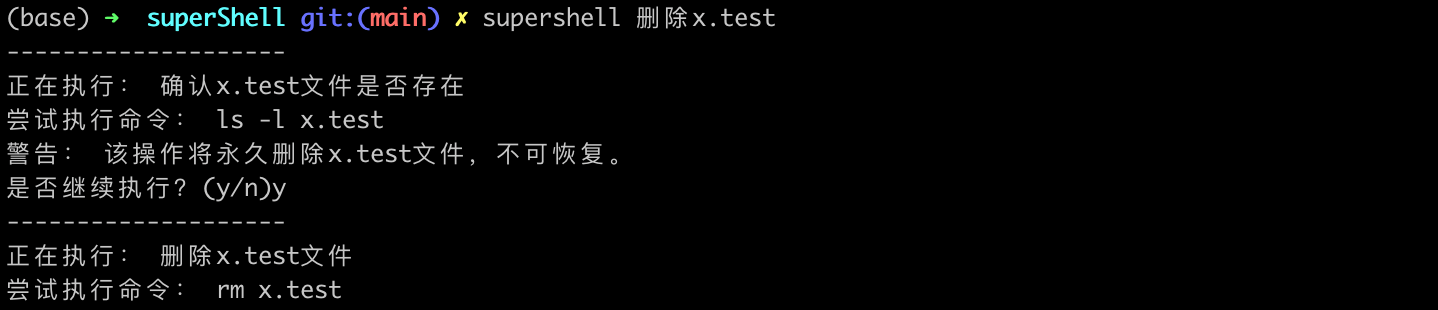 (base) ➜ superShell git:(main) ✗ supershell 删除x.test
--------------------
正在执行： 确认x.test文件是否存在
尝试执行命令： ls -l x.test
警告： 该操作将永久删除x.test文件，不可恢复。
是否继续执行？(y/n)y
--------------------
正在执行： 删除x.test文件
尝试执行命令： rm x.test